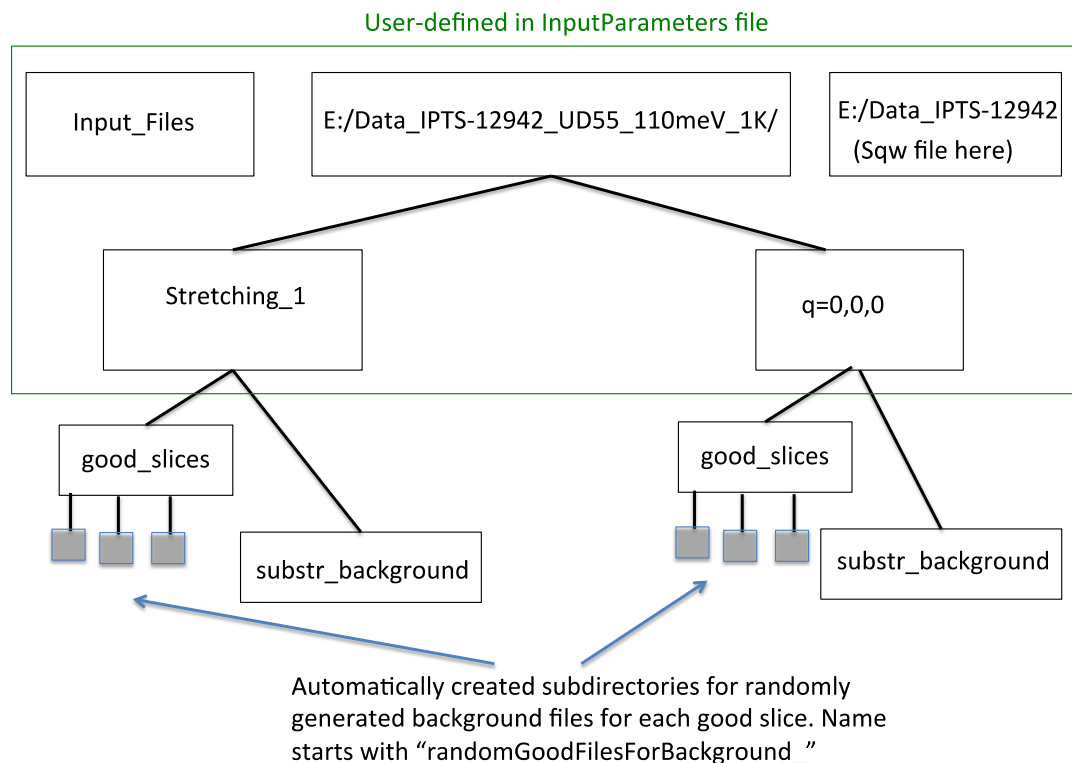 User-defined in InputParameters file
Input_Files
E:/Data_IPTS-12942_UD55_110meV_1K/
E:/Data_IPTS-12942
(Sqw file here)
Stretching_1
q=0,0,0
good_slices
good_slices
substr_background
substr_background
Automatically created subdirectories for randomly
generated background files for each good slice. Name
starts with “randomGoodFilesForBackground_”